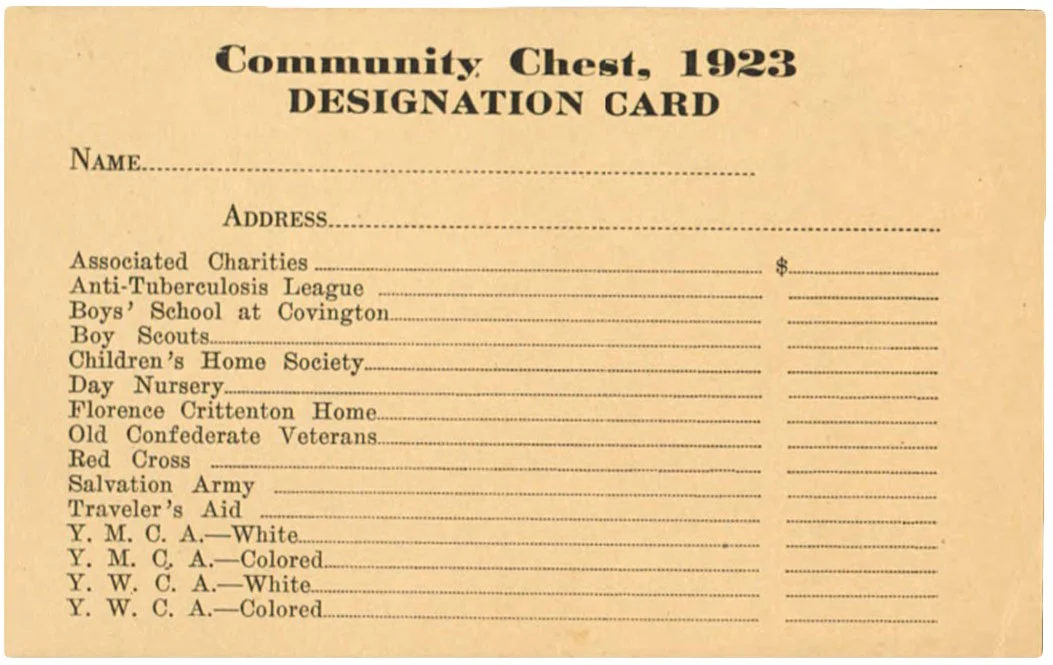 Community Chest, 1923
DESIGNATION CARD
NAME
ADDRESS
Associated Charities $
Anti-Tuberculosis League
Boys' School at Covington
Boy Scouts
Children's Home Society
Day Nursery
Florence Crittenton Home
Old Confederate Veterans
Red Cross
Salvation Army
Traveler's Aid
Y. M. C. A.—White
Y. M. C. A.—Colored
Y. W. C. A.—White
Y. W. C. A.—Colored